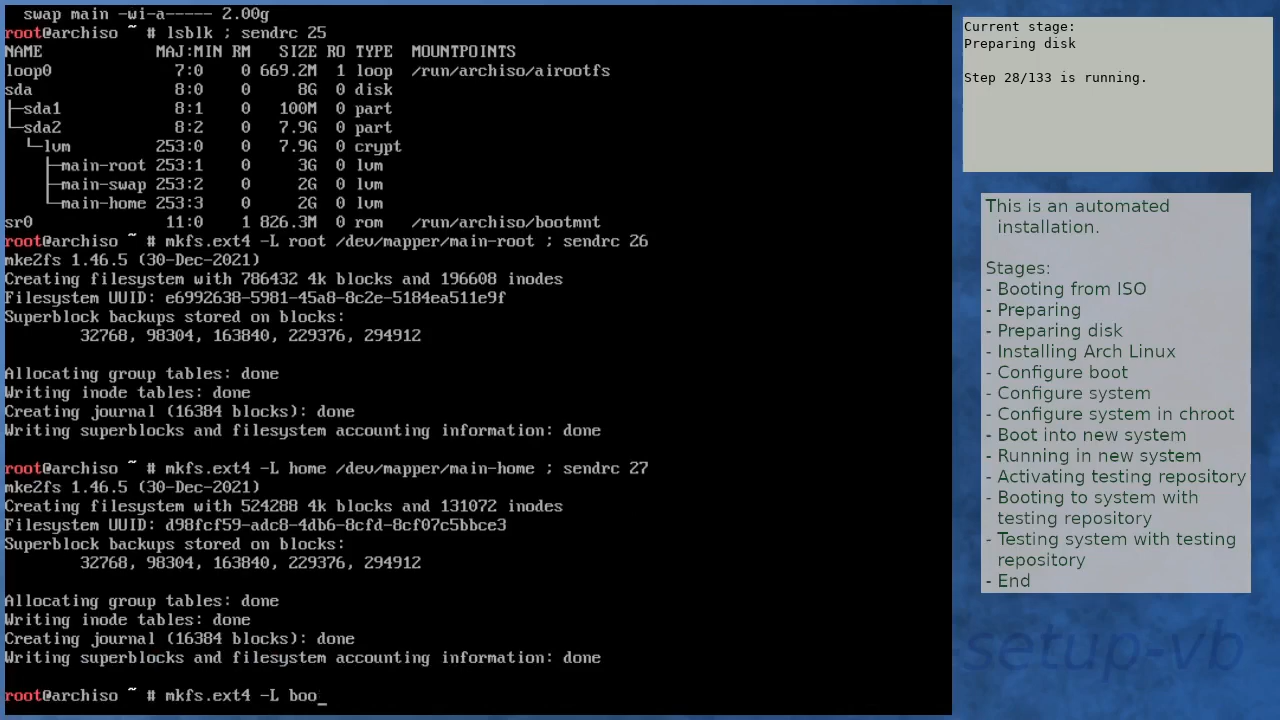 swap main -wi-a----- 2.00g
root@archiso ~ # lsblk ; sendrc 25
NAME              MAJ:MIN RM   SIZE RO TYPE  MOUNTPOINTS
loop0               7:0    0 669.2M  1 loop  /run/archiso/airootfs
sda                 8:0    0     8G  0 disk
├─sda1              8:1    0   100M  0 part
└─sda2              8:2    0   7.9G  0 part
  └─lvm           253:0    0   7.9G  0 crypt
    ├─main-root 253:1    0     3G  0 lvm
    ├─main-swap 253:2    0     2G  0 lvm
    └─main-home 253:3    0     2G  0 lvm
sr0                11:0    1 826.3M  0 rom   /run/archiso/bootmnt
root@archiso ~ # mkfs.ext4 -L root /dev/mapper/main-root ; sendrc 26
mke2fs 1.46.5 (30-Dec-2021)
Creating filesystem with 786432 4k blocks and 196608 inodes
Filesystem UUID: e6992638-5981-45a8-8c2e-5184ea511e9f
Superblock backups stored on blocks:
        32768, 98304, 163840, 229376, 294912
Allocating group tables: done
Writing inode tables: done
Creating journal (16384 blocks): done
Writing superblocks and filesystem accounting information: done
root@archiso ~ # mkfs.ext4 -L home /dev/mapper/main-home ; sendrc 27
mke2fs 1.46.5 (30-Dec-2021)
Creating filesystem with 524288 4k blocks and 131072 inodes
Filesystem UUID: d98fcf59-adc8-4db6-8cfd-8cf07c5bbce3
Superblock backups stored on blocks:
        32768, 98304, 163840, 229376, 294912
Allocating group tables: done
Writing inode tables: done
Creating journal (16384 blocks): done
Writing superblocks and filesystem accounting information: done
root@archiso ~ # mkfs.ext4 -L boo_
Current stage:
Preparing disk
Step 28/133 is running.
This is an automated
installation.
Stages:
- Booting from ISO
- Preparing
- Preparing disk
- Installing Arch Linux
- Configure boot
- Configure system
- Configure system in chroot
- Boot into new system
- Running in new system
- Activating testing repository
- Booting to system with
testing repository
- Testing system with testing
repository
- End
-setup-vb